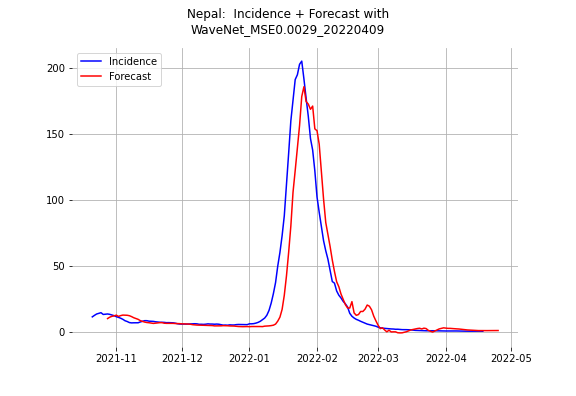 Nepal:  Incidence + Forecast with
WaveNet_MSE0.0029_20220409
Incidence
Forecast
200
150
100
50
0
2021-11 2021-12 2022-01 2022-02 2022-03 2022-04 2022-05